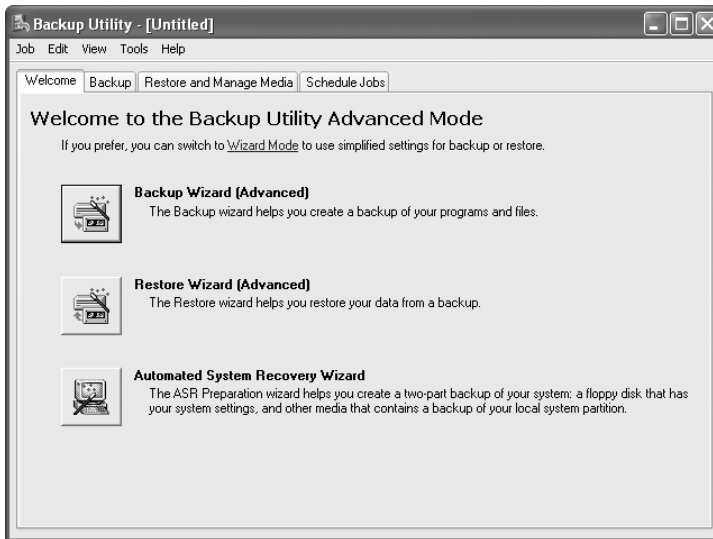 Backup Utility - [Untitled]
Job Edit View Tools Help
Welcome Backup Restore and Manage Media Schedule Jobs
Welcome to the Backup Utility Advanced Mode
If you prefer, you can switch to Wizard Mode to use simplified settings for backup or restore.
Backup Wizard (Advanced)
The Backup wizard helps you create a backup of your programs and files.
Restore Wizard (Advanced)
The Restore wizard helps you restore your data from a backup.
Automated System Recovery Wizard
The ASR Preparation wizard helps you create a two-part backup of your system: a floppy disk that has
your system settings, and other media that contains a backup of your local system partition.